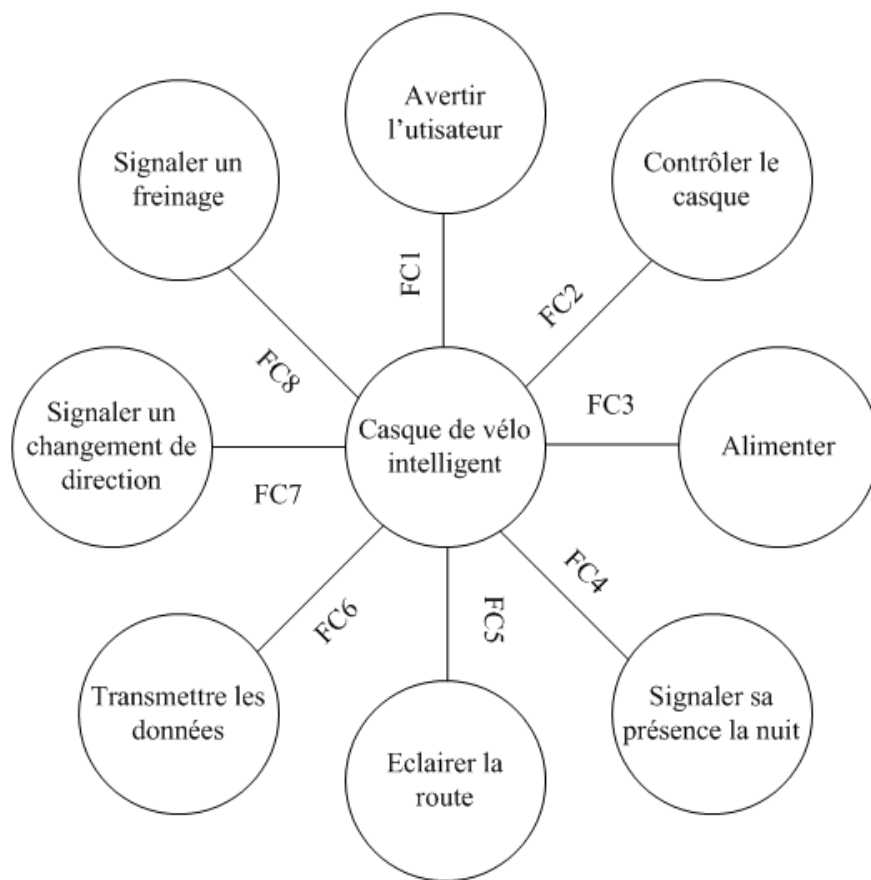 Avertir
l'utisateur
Signaler un
freinage
Contrôler le
casque
FC1
FC2
FC8
FC3
Signaler un
changement de
direction
Casque de vélo
intelligent
Alimenter
FC7
FC4
FC6
FC5
Transmettre les
données
Signaler sa
présence la nuit
Eclairer la
route